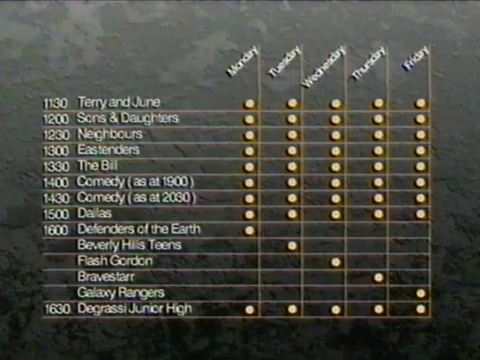 Monday Tuesday Wednesday Thursday Friday
1130 Terry and June
1200 Sons & Daughters
1230 Neighbours
1300 Eastenders
1330 The Bill
1400 Comedy ( as at 1900 )
1430 Comedy ( as at 2030 )
1500 Dallas
1600 Defenders of the Earth
Beverly Hills Teens
Flash Gordon
Bravestarr
Galaxy Rangers
1630 Degrassi Junior High